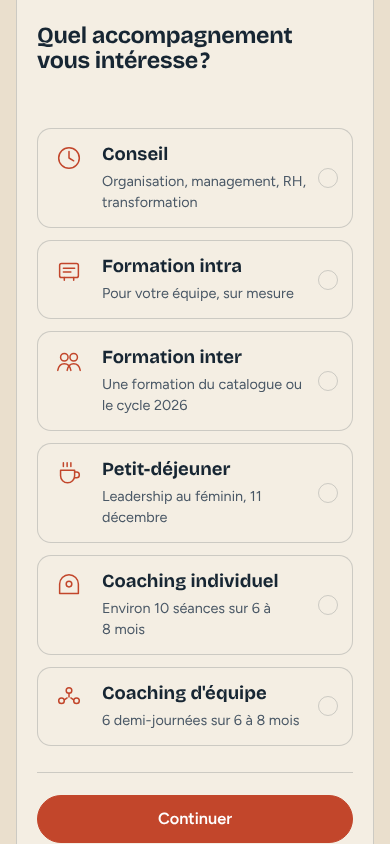 Quel accompagnement
vous intéresse ?
Conseil
Organisation, management, RH,
transformation
Formation intra
Pour votre équipe, sur mesure
Formation inter
Une formation du catalogue ou
le cycle 2026
Petit-déjeuner
Leadership au féminin, 11
décembre
Coaching individuel
Environ 10 séances sur 6 à
8 mois
Coaching d'équipe
6 demi-journées sur 6 à 8 mois
Continuer